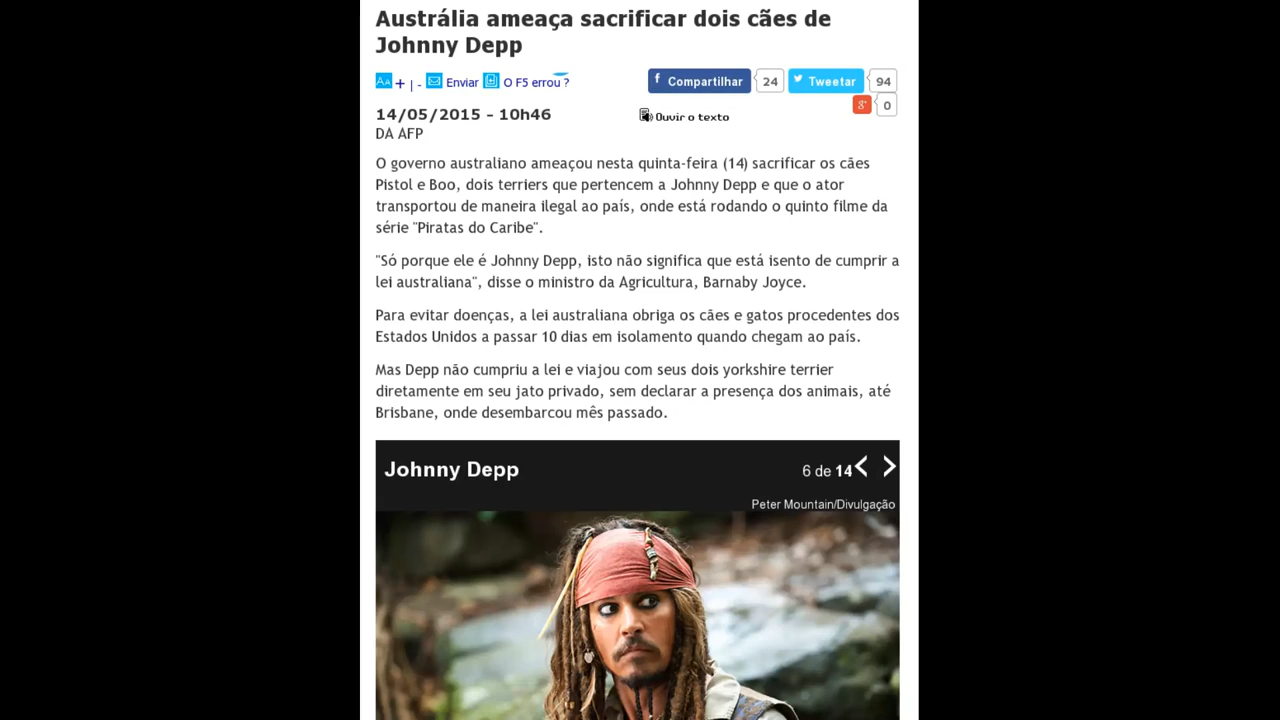 Austrália ameaça sacrificar dois cães de
Johnny Depp
+ | - Enviar O F5 errou ?
Compartilhar 24 Tweetar 94
0
14/05/2015 - 10h46
Ouvir o texto
DA AFP
O governo australiano ameaçou nesta quinta-feira (14) sacrificar os cães
Pistol e Boo, dois terriers que pertencem a Johnny Depp e que o ator
transportou de maneira ilegal ao país, onde está rodando o quinto filme da
série "Piratas do Caribe".
"Só porque ele é Johnny Depp, isto não significa que está isento de cumprir a
lei australiana", disse o ministro da Agricultura, Barnaby Joyce.
Para evitar doenças, a lei australiana obriga os cães e gatos procedentes dos
Estados Unidos a passar 10 dias em isolamento quando chegam ao país.
Mas Depp não cumpriu a lei e viajou com seus dois yorkshire terrier
diretamente em seu jato privado, sem declarar a presença dos animais, até
Brisbane, onde desembarcou mês passado.
Johnny Depp
6 de 14
Peter Mountain/Divulgação